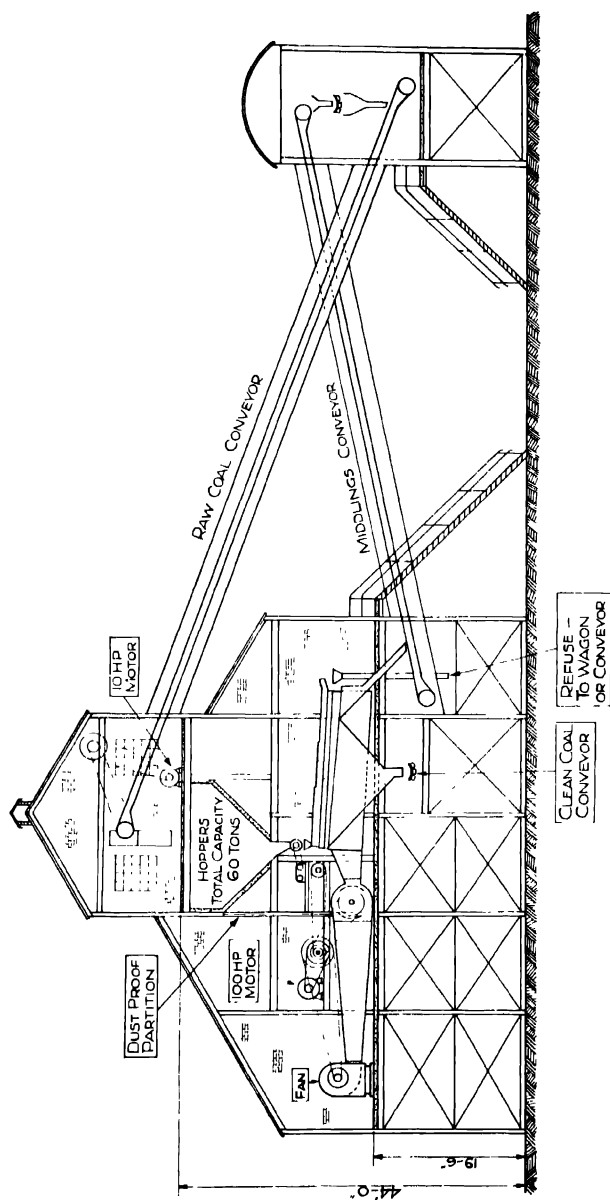 RAW COAL CONVEYOR
MIDDLINGS CONVEYOR
10 HP
MOTOR
HOPPERS
TOTAL CAPACITY
60 TONS
DUST PROOF
PARTITION
100 HP
MOTOR
FAN
REFUSE –
TO WAGON
OR CONVEYOR
CLEAN COAL
CONVEYOR
19'-6"
44'-0"